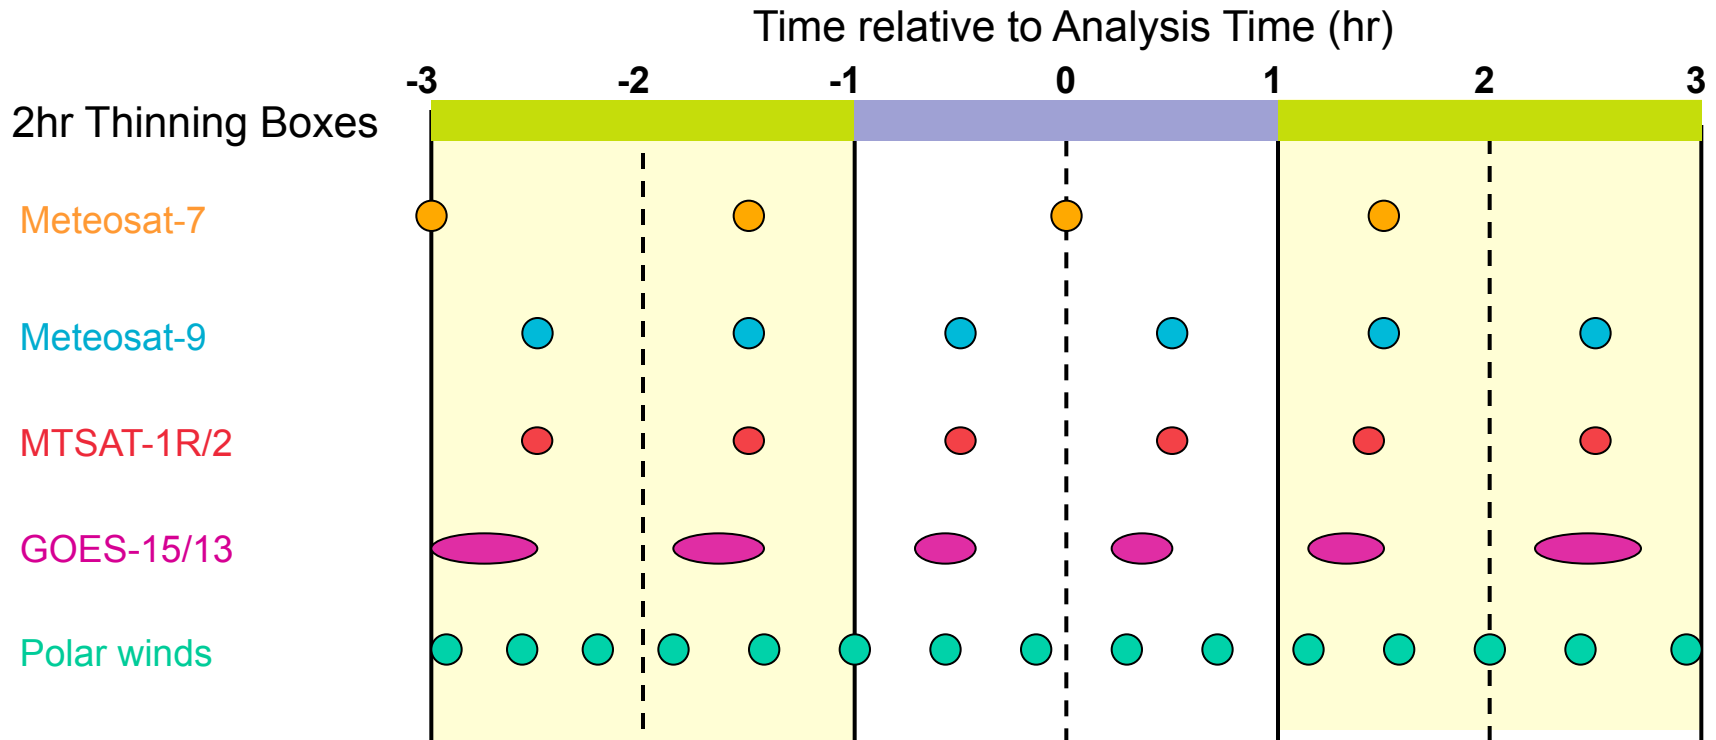 Time relative to Analysis Time (hr)
-3 -2 -1 0 1 2 3
2hr Thinning Boxes
Meteosat-7
Meteosat-9
MTSAT-1R/2
GOES-15/13
Polar winds